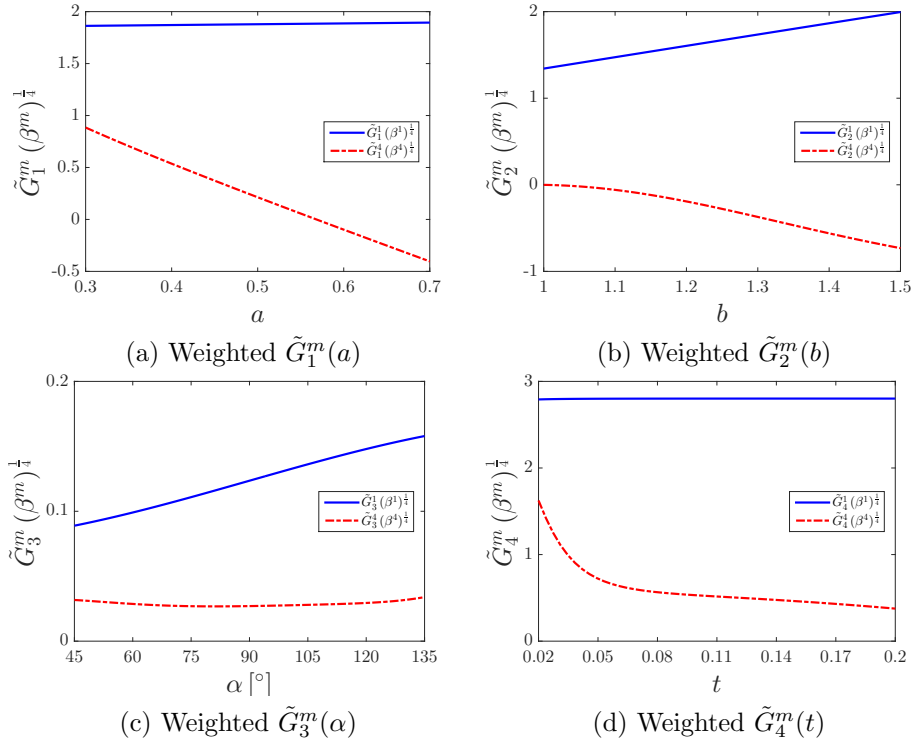 2
1.5
1
0.5
0
-0.5
0.3
0.4
0.5
0.6
0.7
a
G̃₁ᵐ(βᵐ)^¼
G̃₁¹(β¹)^¼
G̃₁⁴(β⁴)^¼
(a) Weighted G̃₁ᵐ(a)
2
1
0
-1
1
1.1
1.2
1.3
1.4
1.5
b
G̃₂ᵐ(βᵐ)^¼
G̃₂¹(β¹)^¼
G̃₂⁴(β⁴)^¼
(b) Weighted G̃₂ᵐ(b)
0.2
0.1
0
45
60
75
90
105
120
135
α [°]
G̃₃ᵐ(βᵐ)^¼
G̃₃¹(β¹)^¼
G̃₃⁴(β⁴)^¼
(c) Weighted G̃₃ᵐ(α)
3
2
1
0
0.02
0.05
0.08
0.11
0.14
0.17
0.2
t
G̃₄ᵐ(βᵐ)^¼
G̃₄¹(β¹)^¼
G̃₄⁴(β⁴)^¼
(d) Weighted G̃₄ᵐ(t)